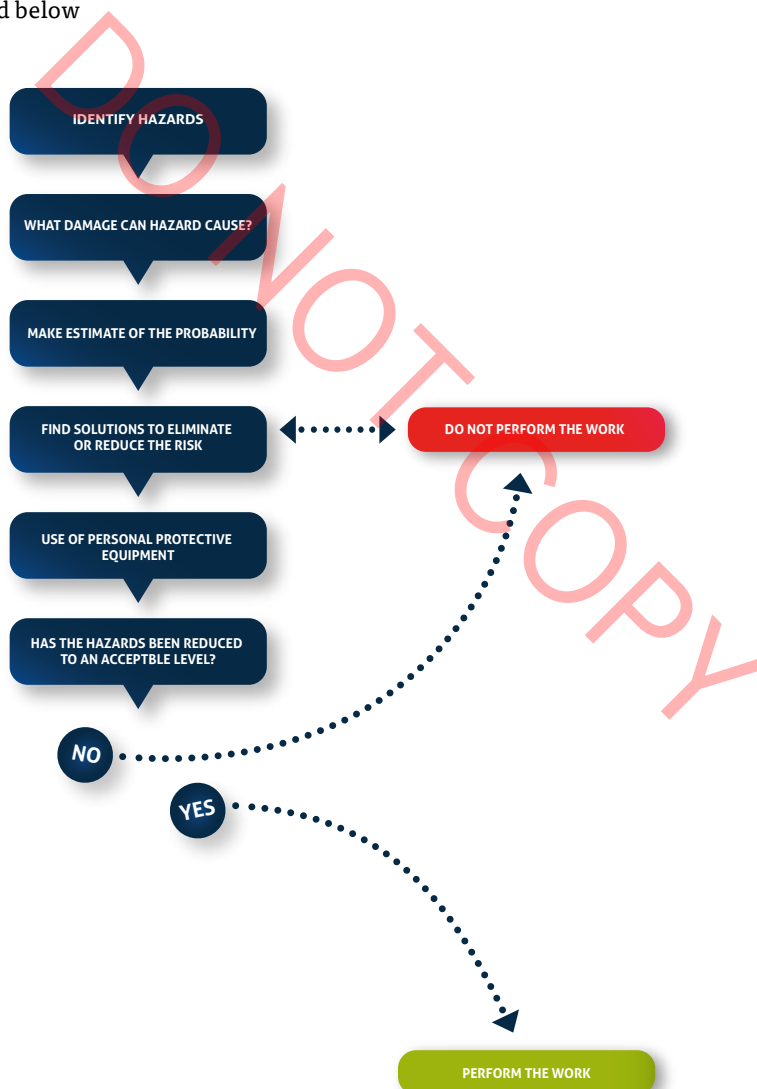 d below
IDENTIFY HAZARDS
WHAT DAMAGE CAN HAZARD CAUSE?
MAKE ESTIMATE OF THE PROBABILITY
FIND SOLUTIONS TO ELIMINATE
OR REDUCE THE RISK
DO NOT PERFORM THE WORK
USE OF PERSONAL PROTECTIVE
EQUIPMENT
HAS THE HAZARDS BEEN REDUCED
TO AN ACCEPTBLE LEVEL?
NO
YES
PERFORM THE WORK
DO NOT COPY